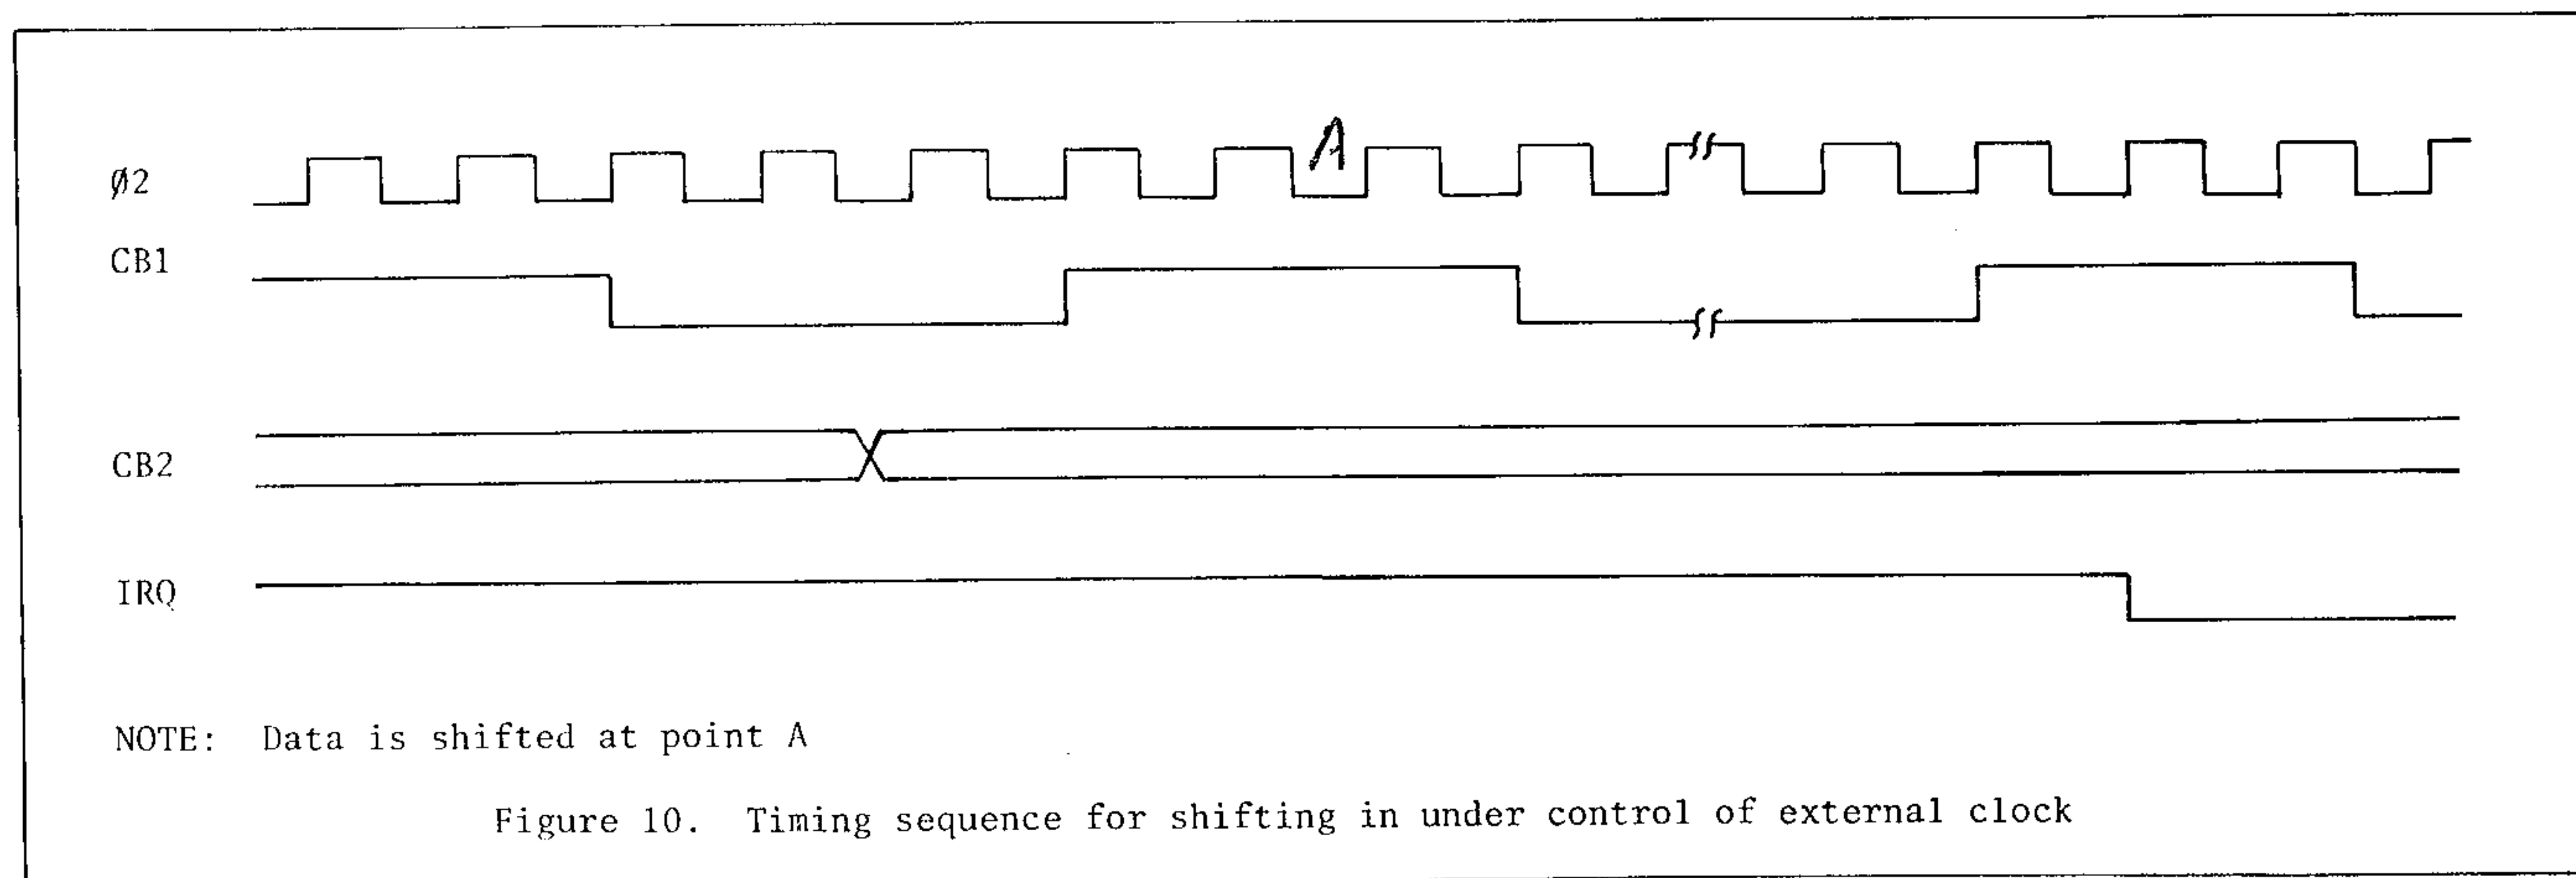 A
Ø2
CB1
CB2
IRQ
NOTE: Data is shifted at point A
Figure 10. Timing sequence for shifting in under control of external clock